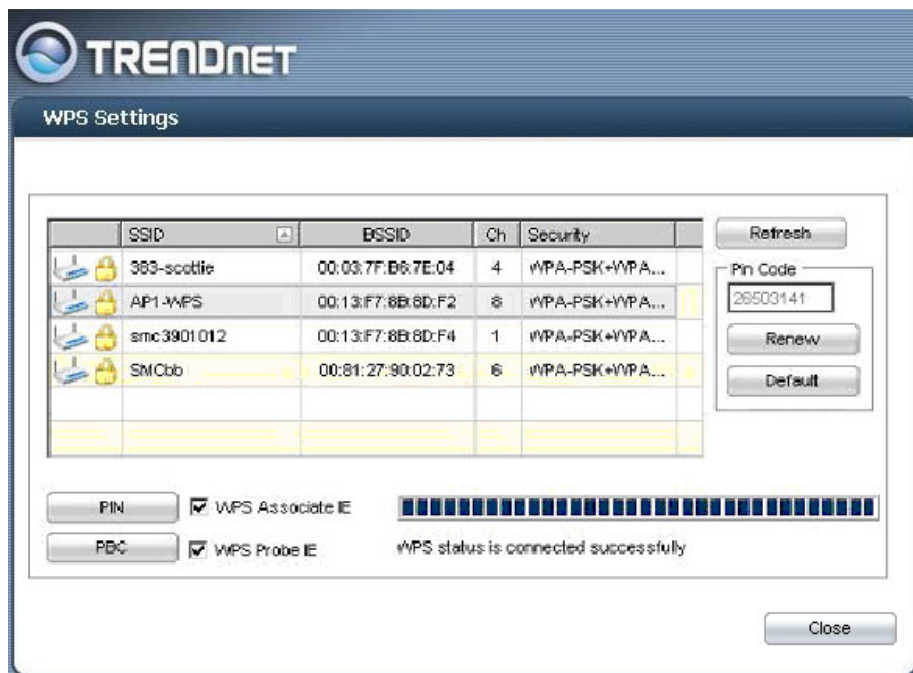 TRENDNET
WPS Settings
SSID BSSID Ch Security
383-scottie 00:03:7F:B6:7E:04 4 WPA-PSK+WPA...
AP1-WPS 00:13:F7:8B:8D:F2 8 WPA-PSK+WPA...
smc3901012 00:13:F7:8B:8D:F4 1 WPA-PSK+WPA...
SMCbb 00:81:27:90:02:73 6 WPA-PSK+WPA...
Refresh
Pin Code
26503141
Renew
Default
PIN WPS Associate IE
PBC WPS Probe IE WPS status is connected successfully
Close